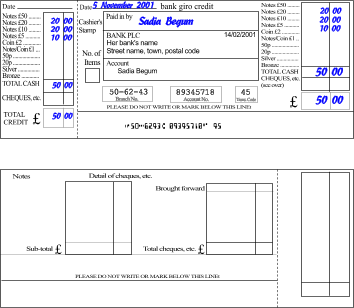 Date
Notes £50
Notes £20 20 00
Notes £10 20 00
Notes £5 10 00
Coin £2
Notes/Coin £1
50p
20p
Silver
Bronze
TOTAL CASH 50 00
CHEQUES, etc.
TOTAL CREDIT £ 50 00
Date 5 November 2001 bank giro credit
Cashier's Stamp
Paid in by Sadia Begum
BANK PLC 14/02/2001
Her bank's name
Street name, town, postal code
Account
Sadia Begum
No. of Items
50-62-43 89345718 45
Branch No. Account No. Trans Code
PLEASE DO NOT WRITE OR MARK BELOW THIS LINE:
Notes £50
Notes £20 20 00
Notes £10 20 00
Notes £5 10 00
Coin £2
Notes/Coin £1
50p
20p
Silver
Bronze
TOTAL CASH 50 00
(see over)
CHEQUES, etc.
£ 50 00
Notes
Detail of cheques, etc.
Brought forward
Sub-total £
Total cheques, etc. £
PLEASE DO NOT WRITE OR MARK BELOW THIS LINE: